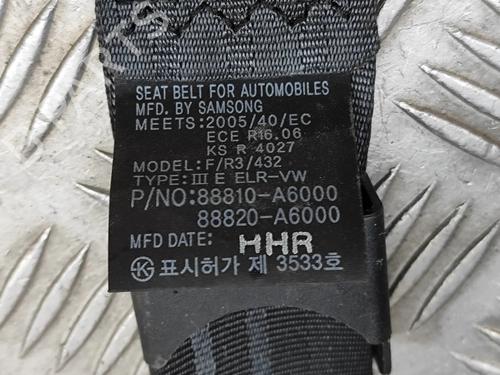 SEAT BELT FOR AUTOMOBILES
MFD. BY SAMSONG
MEETS:2005/40/EC
ECE R16.06
KS R 4027
MODEL:F/R3/432
TYPE:III E ELR-VW
P/NO:88810-A6000
88820-A6000
MFD DATE: HHR
K 표시허가 제 3533호